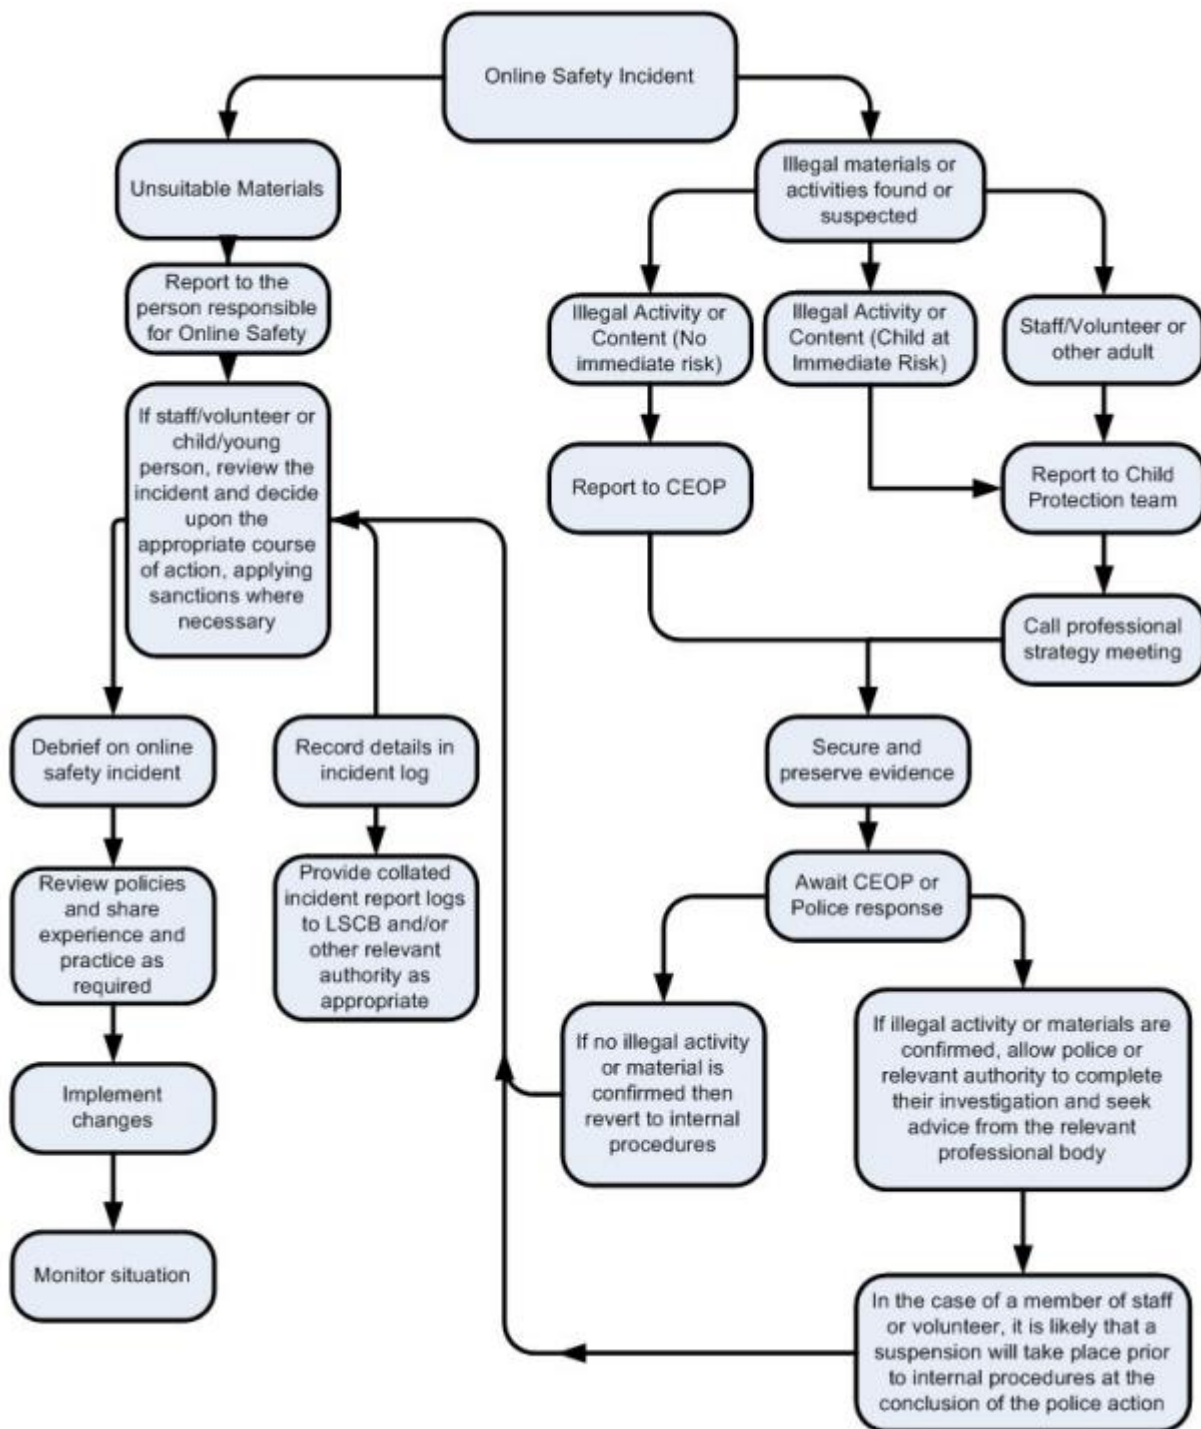 Online Safety Incident
Unsuitable Materials
Report to the
person responsible
for Online Safety
If staff/volunteer or
child/young
person, review the
incident and decide
upon the
appropriate course
of action, applying
sanctions where
necessary
Debrief on online
safety incident
Review policies
and share
experience and
practice as
required
Implement
changes
Monitor situation
Record details in
incident log
Provide collated
incident report logs
to LSCB and/or
other relevant
authority as
appropriate
Illegal materials or
activities found or
suspected
Illegal Activity or
Content (No
immediate risk)
Illegal Activity or
Content (Child at
Immediate Risk)
Staff/Volunteer or
other adult
Report to CEOP
Report to Child
Protection team
Call professional
strategy meeting
Secure and
preserve evidence
Await CEOP or
Police response
If no illegal activity
or material is
confirmed then
revert to internal
procedures
If illegal activity or materials are
confirmed, allow police or
relevant authority to complete
their investigation and seek
advice from the relevant
professional body
In the case of a member of staff
or volunteer, it is likely that a
suspension will take place prior
to internal procedures at the
conclusion of the police action